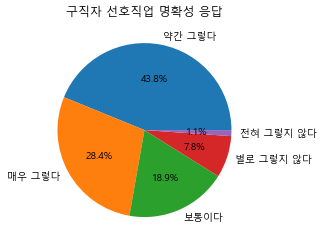 구직자 선호직업 명확성 응답
약간 그렇다
43.8%
1.1%
전혀 그렇지 않다
7.8%
별로 그렇지 않다
28.4%
매우 그렇다
18.9%
보통이다